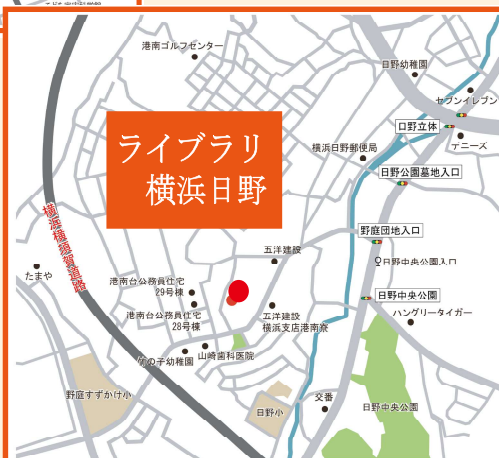 港南ゴルフセンター
日野幼稚園
セブンイレブン
日野立体
デニーズ
ライブラリ
横浜日野
横浜日野郵便局
日野公園墓地入口
横浜横須賀道路
野庭団地入口
五洋建設
日野中央公園入口
たまや
港南台公務員住宅
29号棟
日野中央公園
港南台公務員住宅
28号棟
五洋建設
横浜支店港南寮
ハングリータイガー
竹の子幼稚園
山崎歯科医院
野庭すずかけ小
日野小
交番
日野中央公園